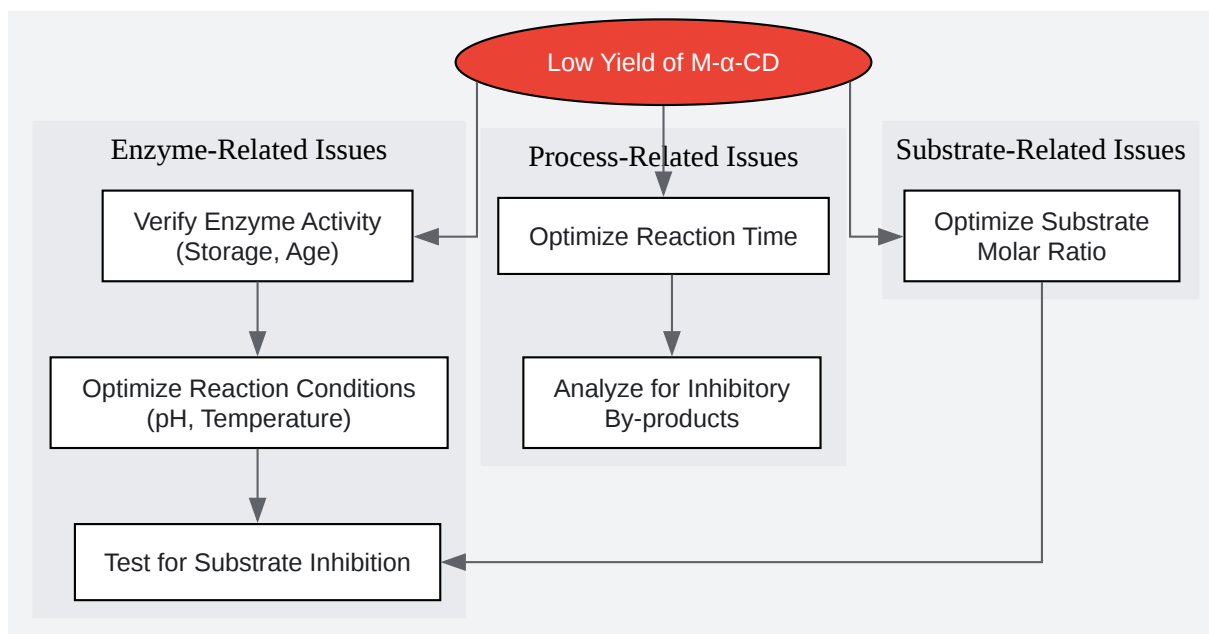 Low Yield of M-α-CD
Enzyme-Related Issues
Verify Enzyme Activity
(Storage, Age)
Optimize Reaction Conditions
(pH, Temperature)
Test for Substrate Inhibition
Process-Related Issues
Optimize Reaction Time
Analyze for Inhibitory
By-products
Substrate-Related Issues
Optimize Substrate
Molar Ratio